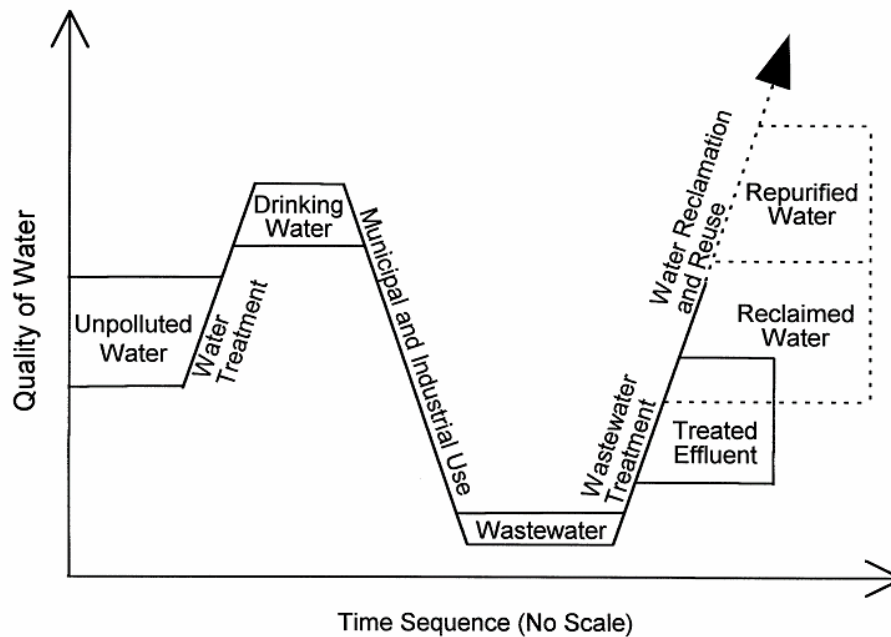 Quality of Water
Unpolluted
Water
Water
Treatment
Drinking
Water
Municipal and Industrial Use
Wastewater
Wastewater
Treatment
Water Reclamation
and Reuse
Repurified
Water
Reclaimed
Water
Treated
Effluent
Time Sequence (No Scale)